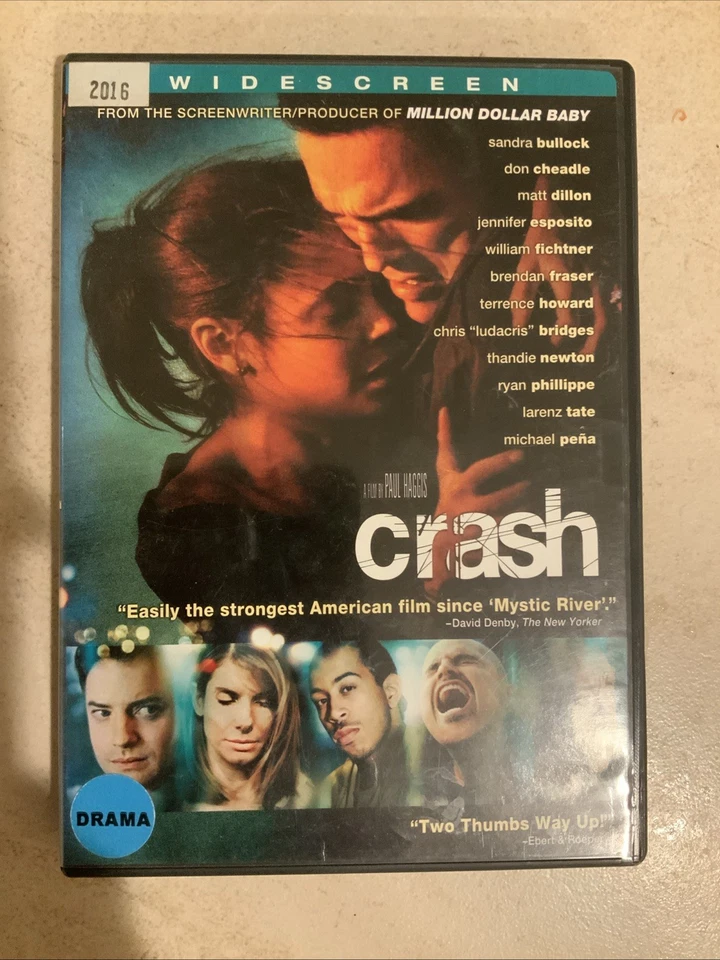 2016
WIDESCREEN
FROM THE SCREENWRITER/PRODUCER OF MILLION DOLLAR BABY
sandra bullock
don cheadle
matt dillon
jennifer esposito
william fichtner
brendan fraser
terrence howard
chris “ludacris” bridges
thandie newton
ryan phillippe
larenz tate
michael peña
A FILM BY PAUL HAGGIS
crash
“Easily the strongest American film since ‘Mystic River’.”
–David Denby, The New Yorker
DRAMA
“Two Thumbs Way Up!”
–Ebert & Roeper